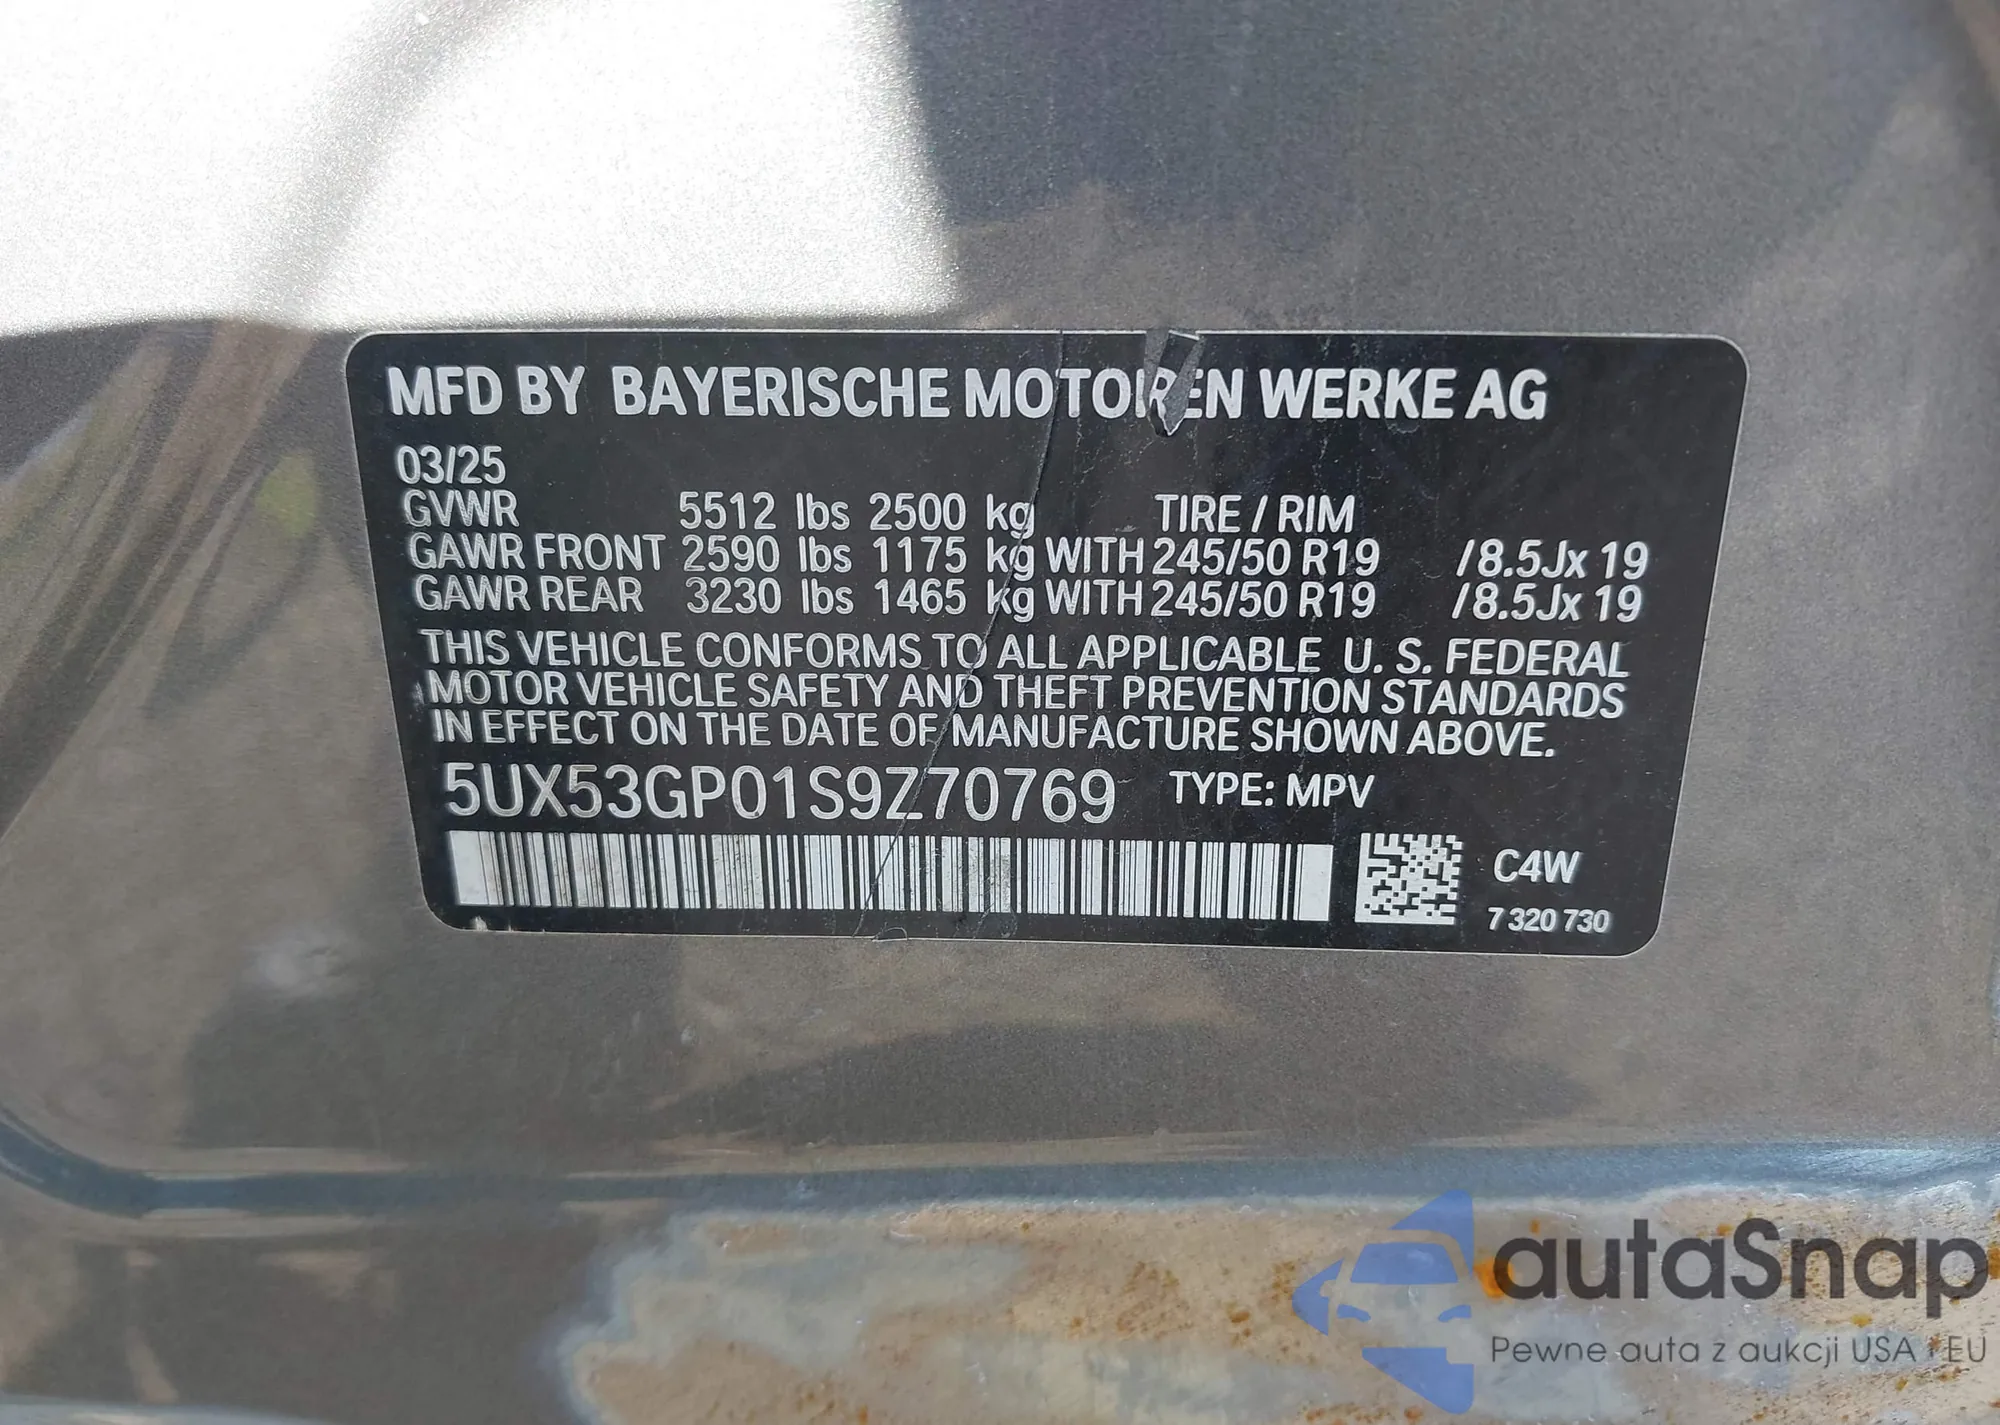 MFD BY BAYERISCHE MOTOREN WERKE AG
03/25
GVWR 5512 lbs 2500 kg TIRE / RIM
GAWR FRONT 2590 lbs 1175 kg WITH 245/50 R19 /8.5Jx 19
GAWR REAR 3230 lbs 1465 kg WITH 245/50 R19 /8.5Jx 19
THIS VEHICLE CONFORMS TO ALL APPLICABLE U. S. FEDERAL
MOTOR VEHICLE SAFETY AND THEFT PREVENTION STANDARDS
IN EFFECT ON THE DATE OF MANUFACTURE SHOWN ABOVE.
5UX53GP01S9Z70769 TYPE: MPV
C4W
7 320 730
autaSnap
Pewne auta z aukcji USA i EU